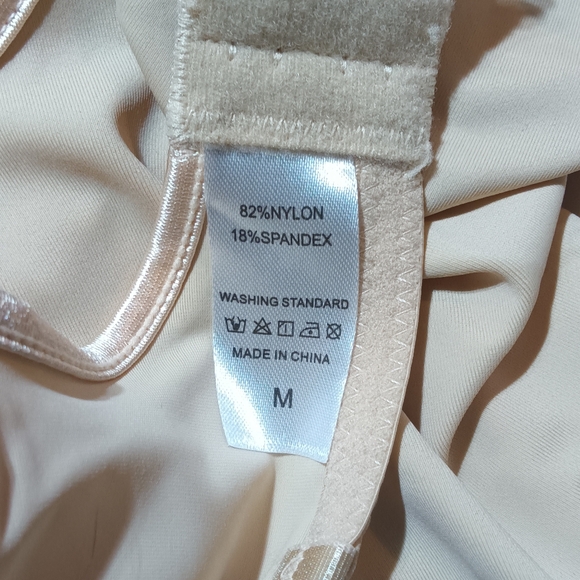 82%NYLON
18%SPANDEX
WASHING STANDARD
MADE IN CHINA
M